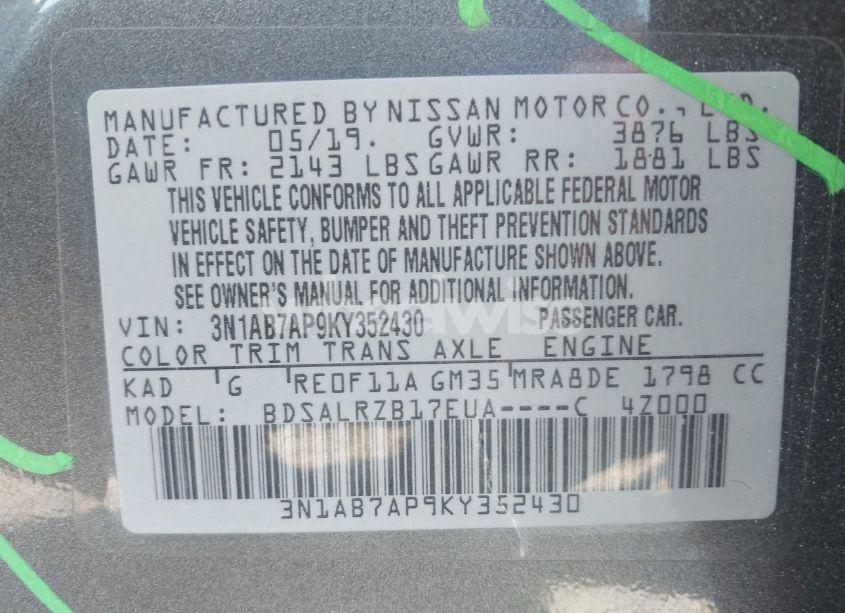 MANUFACTURED BY NISSAN MOTOR CO., LTD.
DATE: 05/19. GVWR: 3876 LBS
GAWR FR: 2143 LBS GAWR RR: 1881 LBS
THIS VEHICLE CONFORMS TO ALL APPLICABLE FEDERAL MOTOR
VEHICLE SAFETY, BUMPER AND THEFT PREVENTION STANDARDS
IN EFFECT ON THE DATE OF MANUFACTURE SHOWN ABOVE.
SEE OWNER'S MANUAL FOR ADDITIONAL INFORMATION.
VIN: 3N1AB7AP9KY352430 PASSENGER CAR.
COLOR TRIM TRANS AXLE ENGINE
KAD G RE0F11A GM35 MRA8DE 1798 CC
MODEL: BDSALRZB17EUA----C 4Z000
3N1AB7AP9KY352430